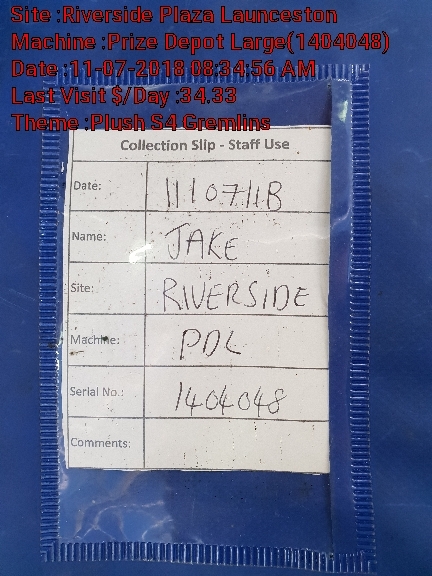 Site :Riverside Plaza Launceston
Machine :Prize Depot Large(1404048)
Date :11-07-2018 08:34:56 AM
Last Visit $/Day :34.33
Theme :Plush S4 Gremlins
Collection Slip - Staff Use
Date: 11/07/18
Name: JAKE
Site: RIVERSIDE
Machine: PDL
Serial No.: 1404048
Comments: